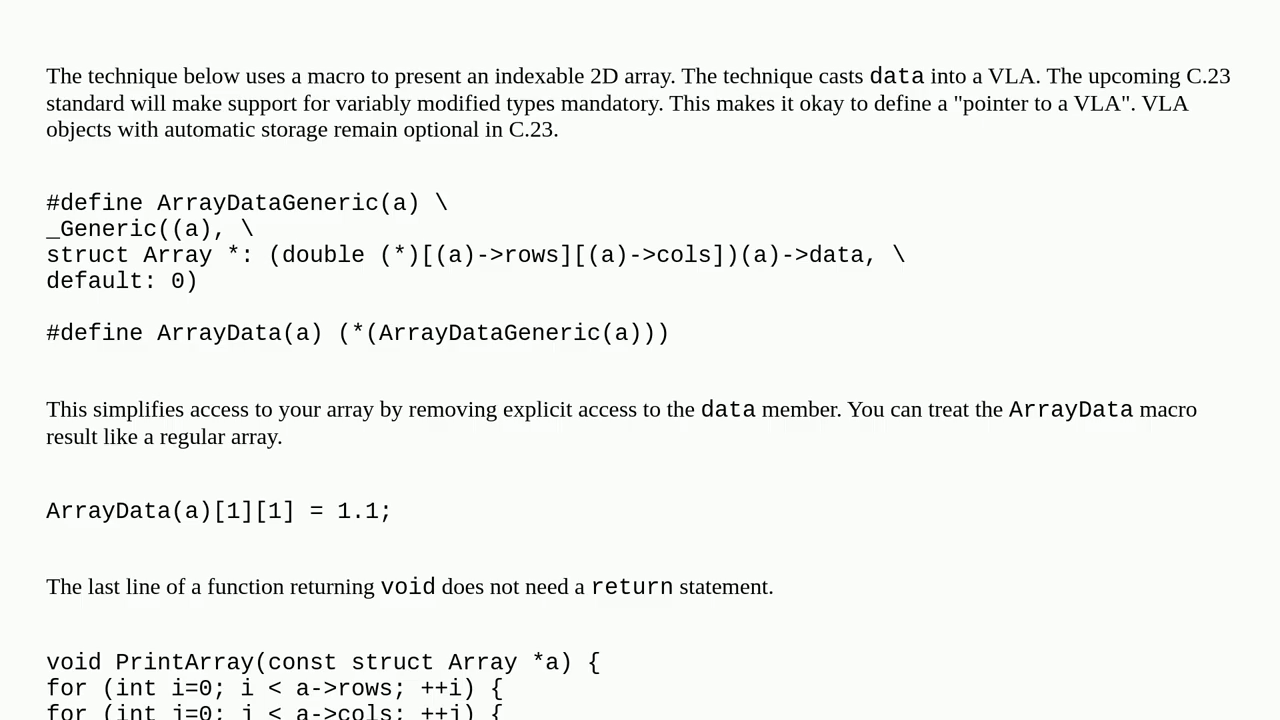 The technique below uses a macro to present an indexable 2D array. The technique casts data into a VLA. The upcoming C.23
standard will make support for variably modified types mandatory. This makes it okay to define a "pointer to a VLA". VLA
objects with automatic storage remain optional in C.23.
#define ArrayDataGeneric(a) \
_Generic((a), \
struct Array *: (double (*)[(a)->rows][(a)->cols])(a)->data, \
default: 0)
#define ArrayData(a) (*(ArrayDataGeneric(a)))
This simplifies access to your array by removing explicit access to the data member. You can treat the ArrayData macro
result like a regular array.
ArrayData(a)[1][1] = 1.1;
The last line of a function returning void does not need a return statement.
void PrintArray(const struct Array *a) {
for (int i=0; i < a->rows; ++i) {
for (int j=0; j < a->cols; ++j) {